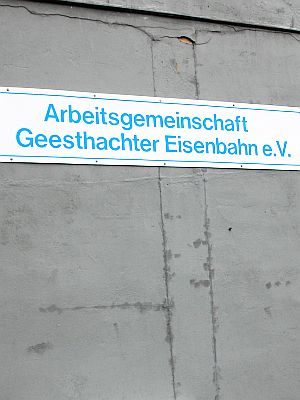 Arbeitsgemeinschaft
Geesthachter Eisenbahn e.V.